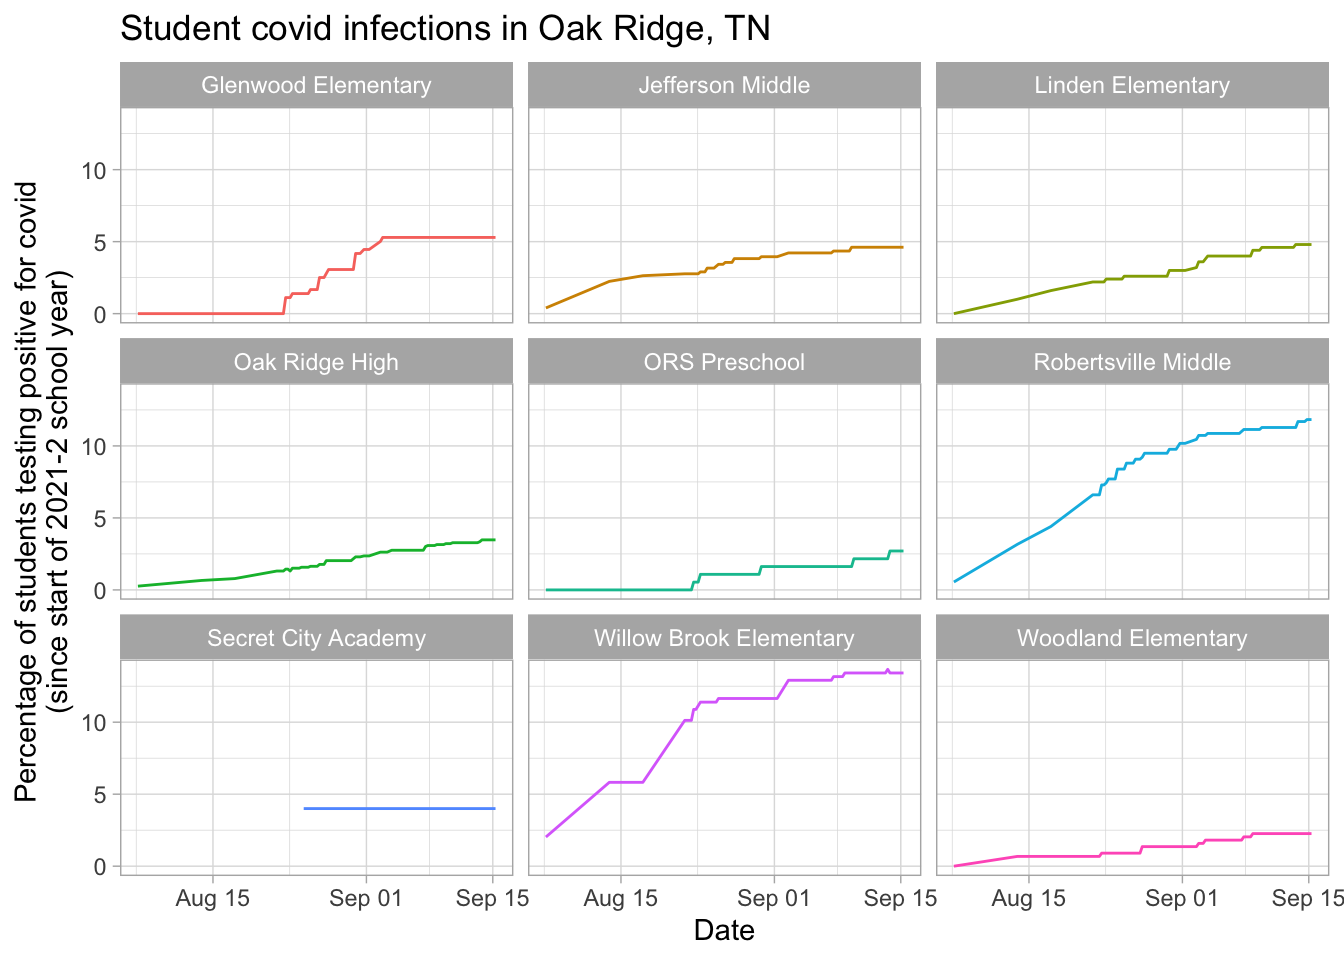 Student covid infections in Oak Ridge, TN
Percentage of students testing positive for covid
(since start of 2021-2 school year)
Glenwood Elementary
Jefferson Middle
Linden Elementary
10
5
0
Oak Ridge High
ORS Preschool
Robertsville Middle
10
5
0
Secret City Academy
Willow Brook Elementary
Woodland Elementary
10
5
0
Aug 15 Sep 01 Sep 15
Aug 15 Sep 01 Sep 15
Aug 15 Sep 01 Sep 15
Date